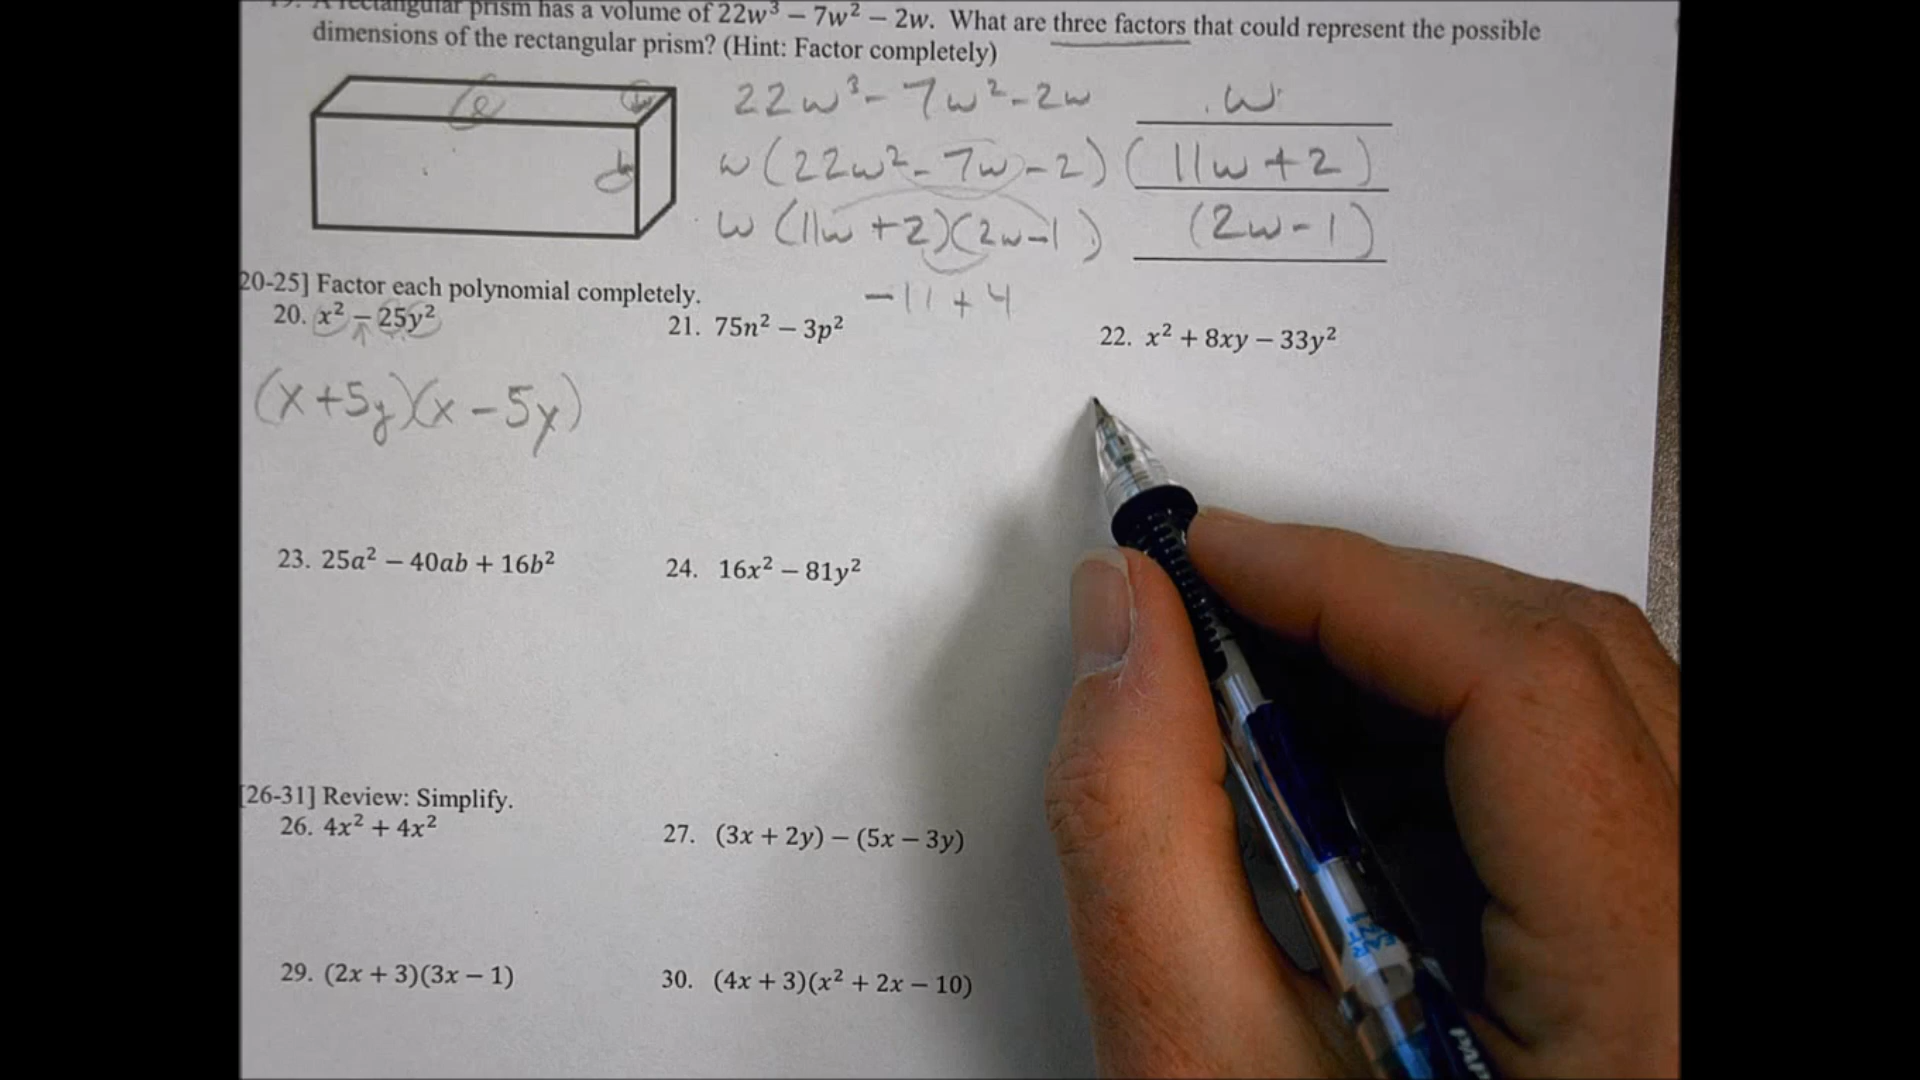 19. A rectangular prism has a volume of 22w³ − 7w² − 2w. What are three factors that could represent the possible
dimensions of the rectangular prism? (Hint: Factor completely)
l
w
h
22w³ - 7w² - 2w
w
w(22w² - 7w - 2)
(11w + 2)
w(11w + 2)(2w - 1)
(2w - 1)
-11 + 4
20-25] Factor each polynomial completely.
20. x² − 25y²
21. 75n² − 3p²
22. x² + 8xy − 33y²
(x + 5y)(x - 5y)
23. 25a² − 40ab + 16b²
24. 16x² − 81y²
[26-31] Review: Simplify.
26. 4x² + 4x²
27. (3x + 2y) − (5x − 3y)
29. (2x + 3)(3x − 1)
30. (4x + 3)(x² + 2x − 10)